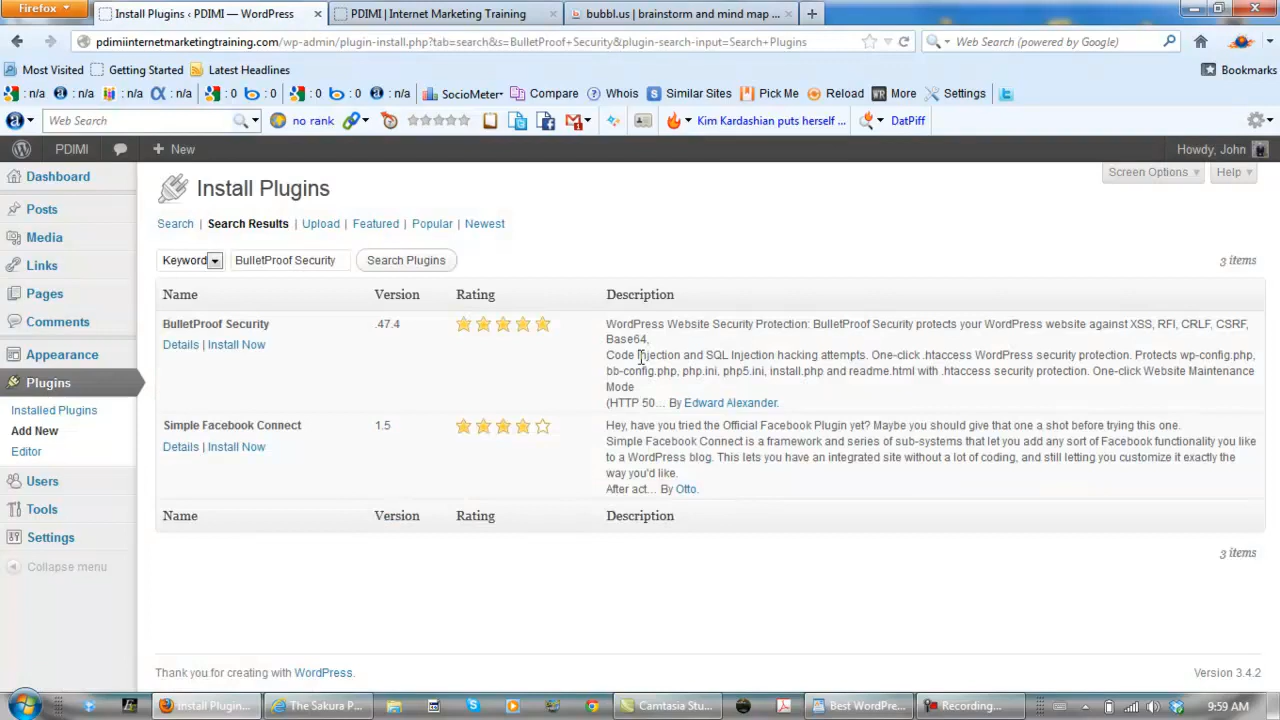 Firefox
Install Plugins ‹ PDIMI — WordPress
PDIMI | Internet Marketing Training
bubbl.us | brainstorm and mind map ...
pdimiinternetmarketingtraining.com/wp-admin/plugin-install.php?tab=search&s=BulletProof+Security&plugin-search-input=Search+Plugins
Web Search (powered by Google)
Most Visited Getting Started Latest Headlines
Bookmarks
: n/a : n/a : n/a : n/a : 0 : 0 : 0 : 0 : n/a SocioMeter Compare Whois Similar Sites Pick Me Reload More Settings
Web Search no rank Kim Kardashian puts herself ... DatPiff
PDIMI + New Howdy, John
Dashboard
Posts
Media
Links
Pages
Comments
Appearance
Plugins
Installed Plugins
Add New
Editor
Users
Tools
Settings
Collapse menu
Screen Options Help
Install Plugins
Search | Search Results | Upload | Featured | Popular | Newest
Keyword BulletProof Security Search Plugins 3 items
Name Version Rating Description
BulletProof Security .47.4
Details | Install Now
WordPress Website Security Protection: BulletProof Security protects your WordPress website against XSS, RFI, CRLF, CSRF,
Base64,
Code Injection and SQL Injection hacking attempts. One-click .htaccess WordPress security protection. Protects wp-config.php,
bb-config.php, php.ini, php5.ini, install.php and readme.html with .htaccess security protection. One-click Website Maintenance
Mode
(HTTP 50... By Edward Alexander.
Simple Facebook Connect 1.5
Details | Install Now
Hey, have you tried the Official Facebook Plugin yet? Maybe you should give that one a shot before trying this one.
Simple Facebook Connect is a framework and series of sub-systems that let you add any sort of Facebook functionality you like
to a WordPress blog. This lets you have an integrated site without a lot of coding, and still letting you customize it exactly the
way you'd like.
After act... By Otto.
Name Version Rating Description
3 items
Thank you for creating with WordPress. Version 3.4.2
Install Plugin... The Sakura P... Camtasia Stu... Best WordPre... Recording... 9:59 AM